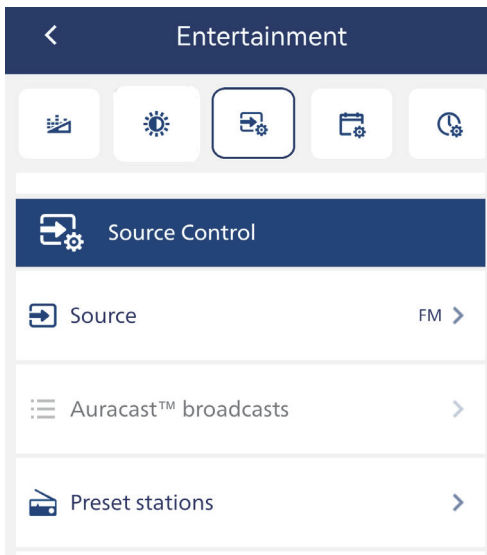 Entertainment
Source Control
Source FM
Auracast™ broadcasts
Preset stations